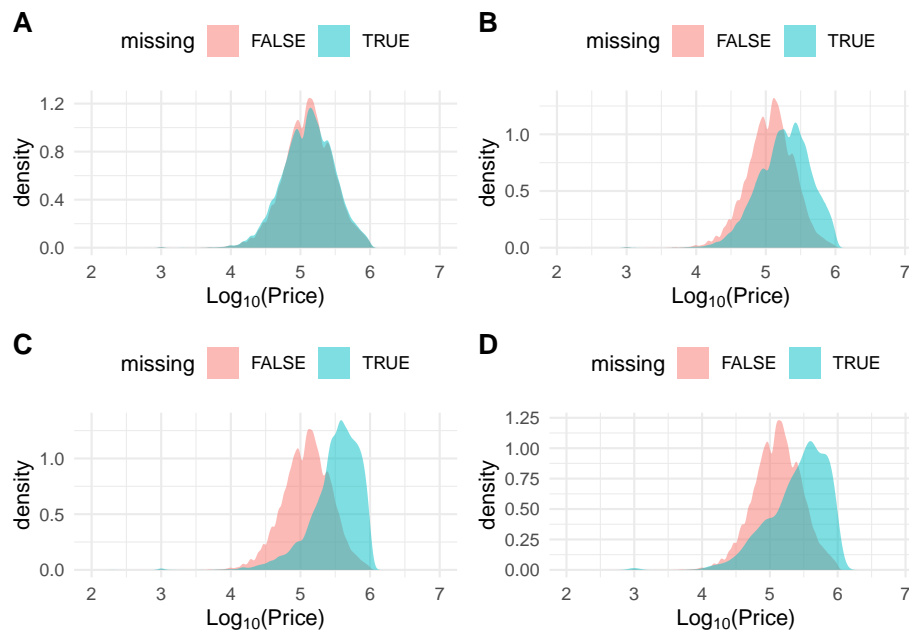 A
missing FALSE TRUE
density
1.2
0.8
0.4
0.0
2 3 4 5 6 7
Log10(Price)
B
missing FALSE TRUE
density
1.0
0.5
0.0
2 3 4 5 6 7
Log10(Price)
C
missing FALSE TRUE
density
1.0
0.5
0.0
2 3 4 5 6 7
Log10(Price)
D
missing FALSE TRUE
density
1.25
1.00
0.75
0.50
0.25
0.00
2 3 4 5 6 7
Log10(Price)